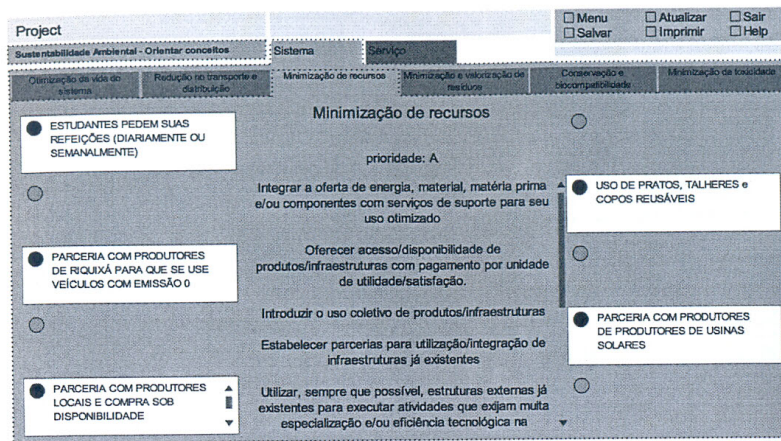 Project
Menu
Atualizar
Sair
Salvar
Imprimir
Help
Sustentabilidade Ambiental - Orientar conceitos
Sistema
Serviço
Otimização da vida do
sistema
Redução no transporte e
distribuição
Minimização de recursos
Minimização e valorização de
resíduos
Conservação e
biocompatibilidade
Minimização da toxicidade
ESTUDANTES PEDEM SUAS
REFEIÇÕES (DIARIAMENTE OU
SEMANALMENTE)
PARCERIA COM PRODUTORES
DE RIQUIXÁ PARA QUE SE USE
VEÍCULOS COM EMISSÃO 0
PARCERIA COM PRODUTORES
LOCAIS E COMPRA SOB
DISPONIBILIDADE
Minimização de recursos
prioridade: A
Integrar a oferta de energia, material, matéria prima
e/ou componentes com serviços de suporte para seu
uso otimizado
Oferecer acesso/disponibilidade de
produtos/infraestruturas com pagamento por unidade
de utilidade/satisfação.
Introduzir o uso coletivo de produtos/infraestruturas
Estabelecer parcerias para utilização/integração de
infraestruturas já existentes
Utilizar, sempre que possível, estruturas externas já
existentes para executar atividades que exijam muita
especialização e/ou eficiência tecnológica na
USO DE PRATOS, TALHERES e
COPOS REUSÁVEIS
PARCERIA COM PRODUTORES
DE PRODUTORES DE USINAS
SOLARES